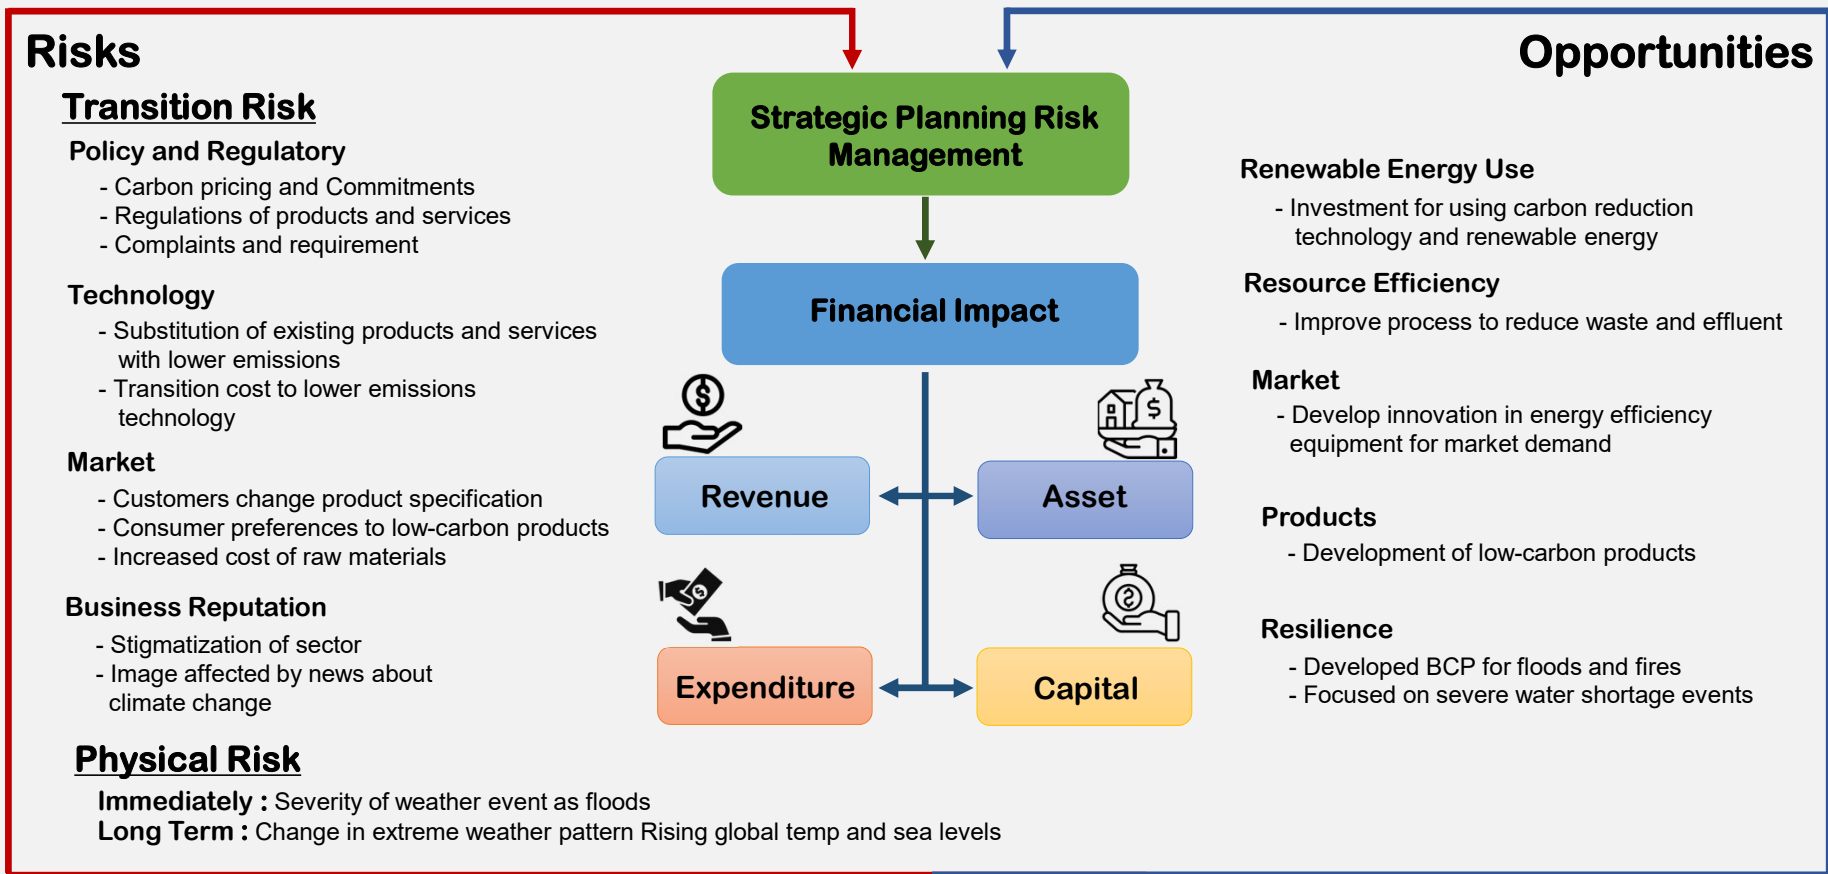 Risks
Transition Risk
Policy and Regulatory
- Carbon pricing and Commitments
- Regulations of products and services
- Complaints and requirement
Technology
- Substitution of existing products and services
with lower emissions
- Transition cost to lower emissions
technology
Market
- Customers change product specification
- Consumer preferences to low-carbon products
- Increased cost of raw materials
Business Reputation
- Stigmatization of sector
- Image affected by news about
climate change
Physical Risk
Immediately : Severity of weather event as floods
Long Term : Change in extreme weather pattern Rising global temp and sea levels
Strategic Planning Risk
Management
Financial Impact
$
$
Revenue
Asset
$
Expenditure
Capital
Opportunities
Renewable Energy Use
- Investment for using carbon reduction
technology and renewable energy
Resource Efficiency
- Improve process to reduce waste and effluent
Market
- Develop innovation in energy efficiency
equipment for market demand
Products
- Development of low-carbon products
Resilience
- Developed BCP for floods and fires
- Focused on severe water shortage events